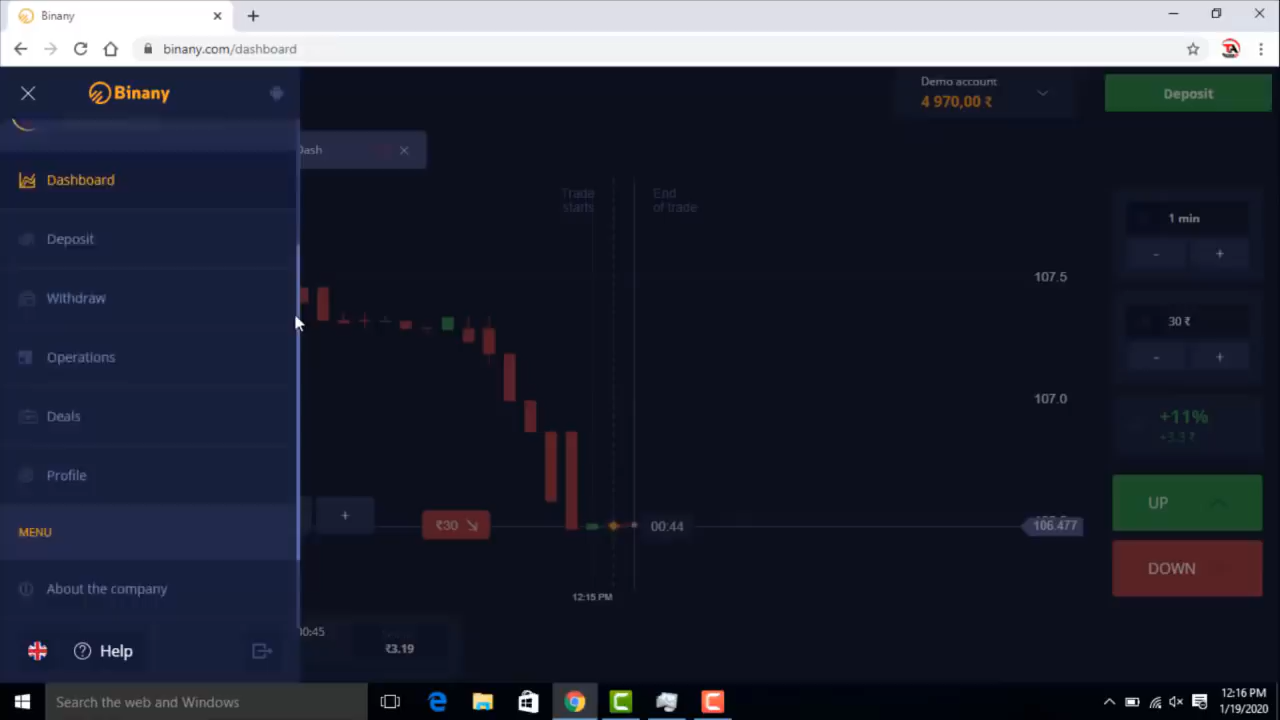 Binany
binany.com/dashboard
Binany
Demo account
4 970,00 ₹
Deposit
Dashboard
Dash
Trade starts
End of trade
1 min
- +
Deposit
107.5
Withdraw
30 ₹
- +
Operations
107.0
+11%
+3.3 ₹
Deals
Profile
UP
+
₹30
00:44
106.477
MENU
DOWN
About the company
12:15 PM
00:45
₹3.19
Help
Search the web and Windows
12:16 PM
1/19/2020